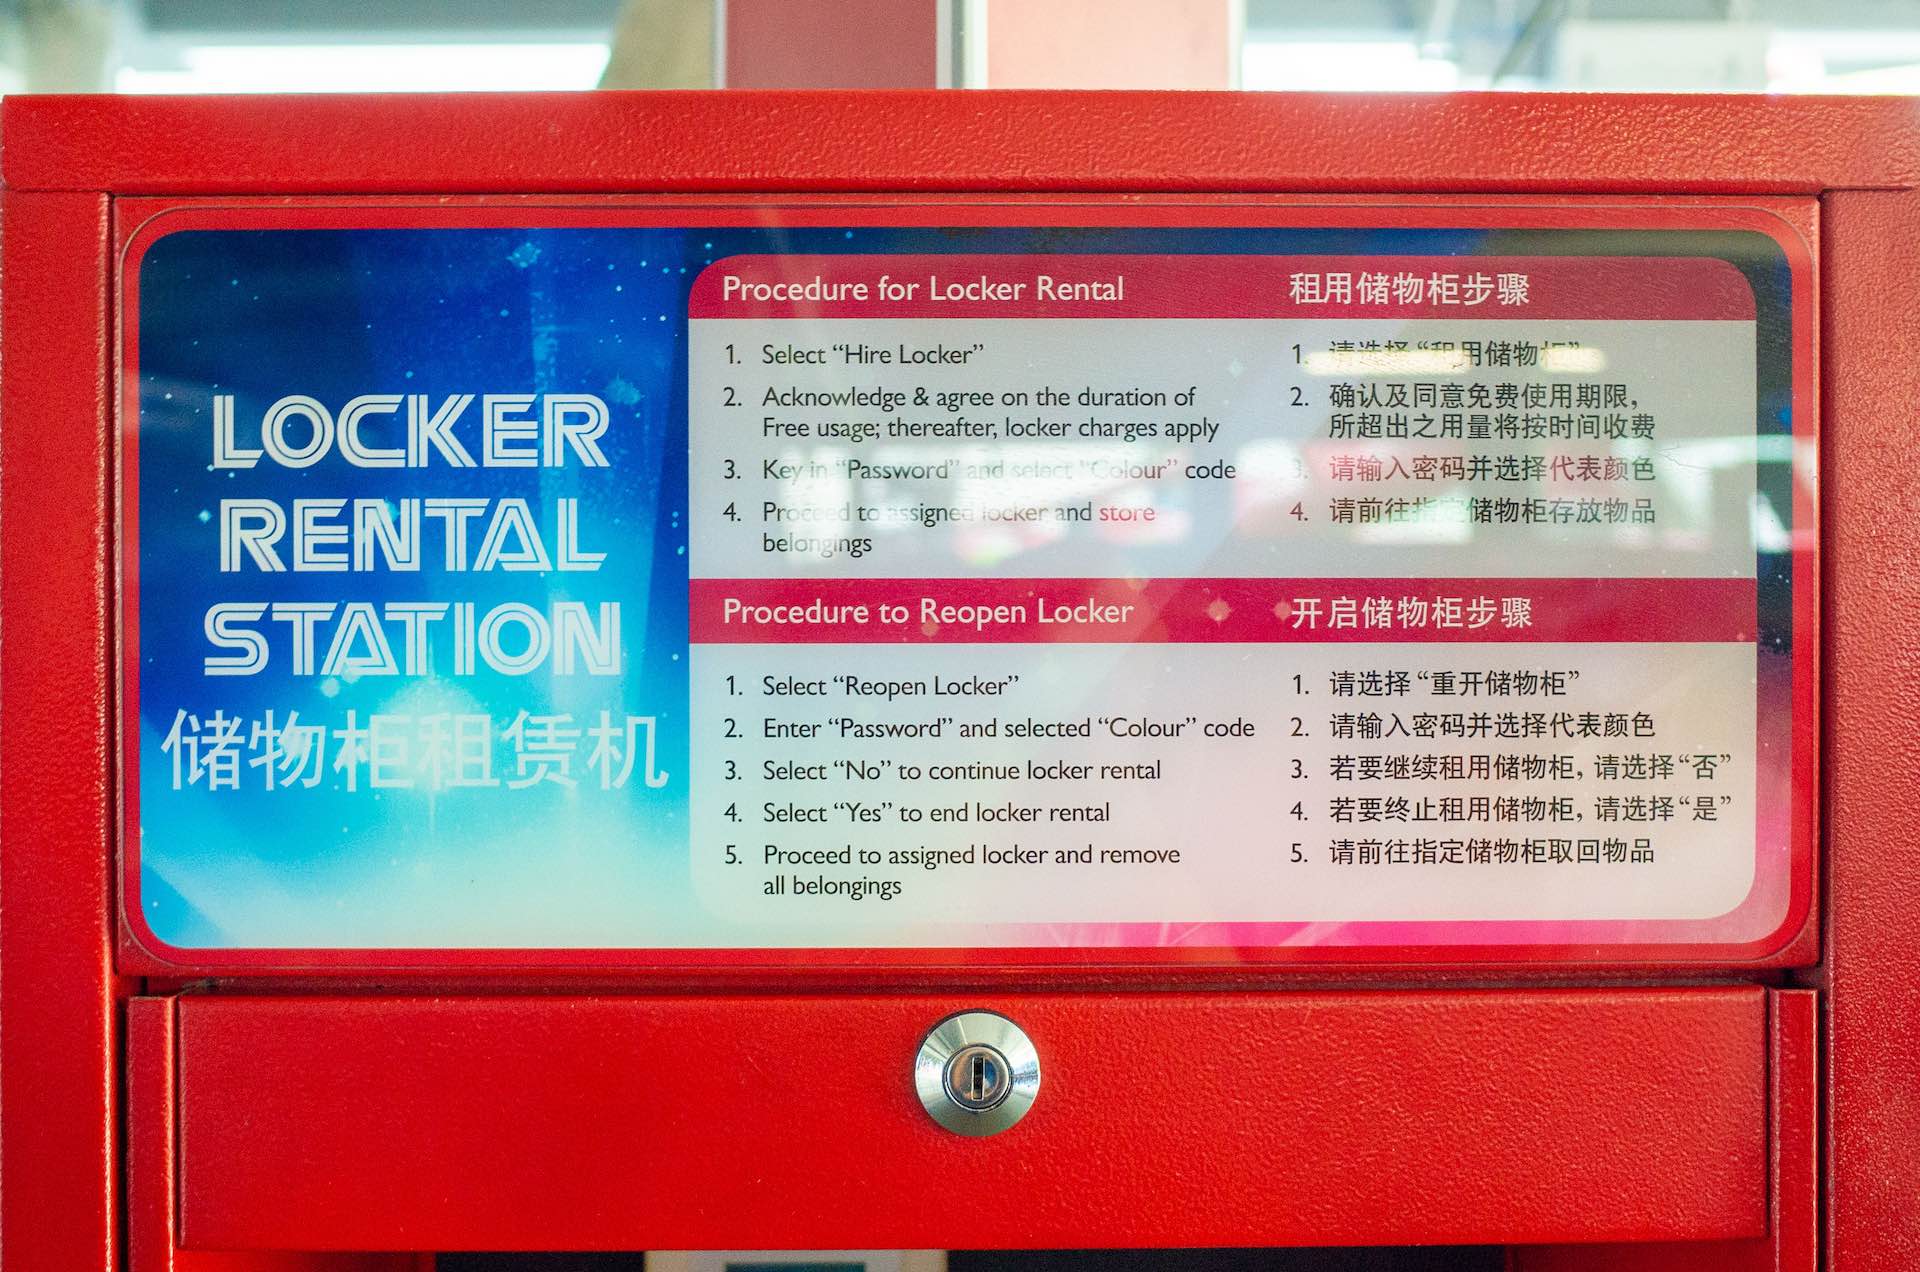 LOCKER
RENTAL
STATION
储物柜租赁机
Procedure for Locker Rental
1. Select “Hire Locker”
2. Acknowledge & agree on the duration of
Free usage; thereafter, locker charges apply
3. Key in “Password” and select “Colour” code
4. Proceed to assigned locker and store
belongings
租用储物柜步骤
1. 请选择“租用储物柜”
2. 确认及同意免费使用期限，
所超出之用量将按时间收费
3. 请输入密码并选择代表颜色
4. 请前往指定储物柜存放物品
Procedure to Reopen Locker
1. Select “Reopen Locker”
2. Enter “Password” and selected “Colour” code
3. Select “No” to continue locker rental
4. Select “Yes” to end locker rental
5. Proceed to assigned locker and remove
all belongings
开启储物柜步骤
1. 请选择“重开储物柜”
2. 请输入密码并选择代表颜色
3. 若要继续租用储物柜，请选择“否”
4. 若要终止租用储物柜，请选择“是”
5. 请前往指定储物柜取回物品